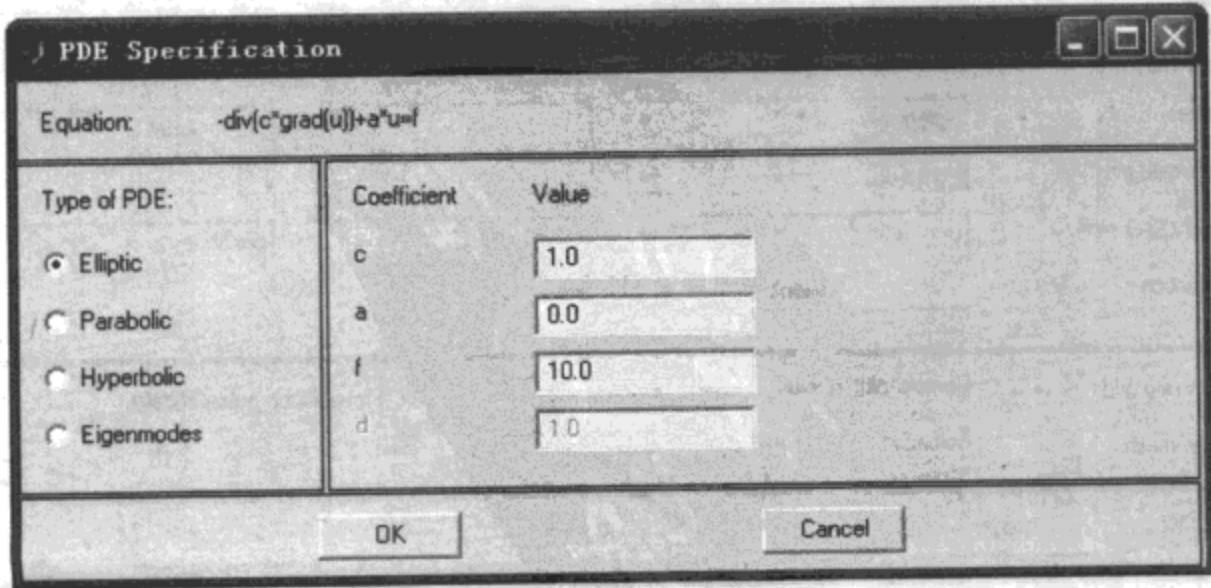 PDE Specification
Equation: -div(c*grad(u))+a*u=f
Type of PDE:
Elliptic
Parabolic
Hyperbolic
Eigenmodes
Coefficient Value
c 1.0
a 0.0
f 10.0
d 1.0
OK Cancel